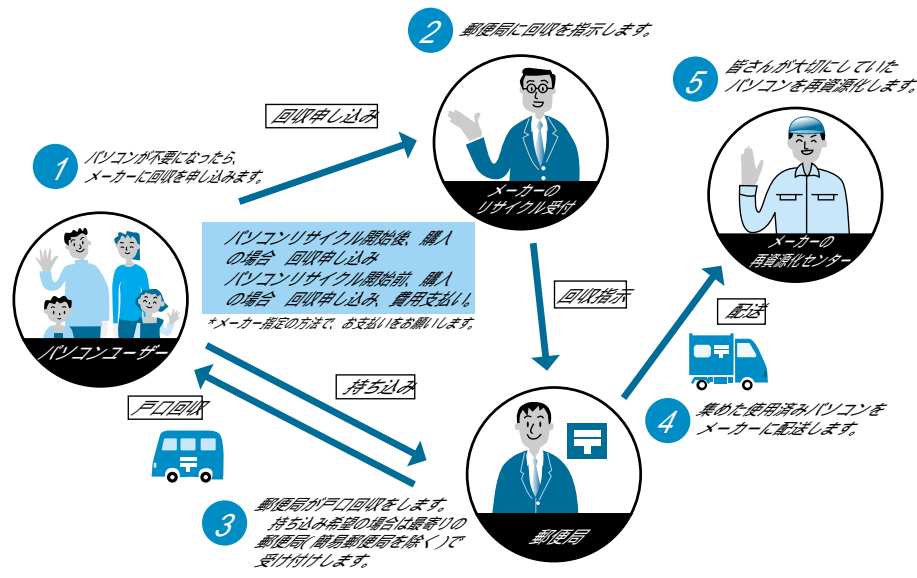 2
郵便局に回収を指示します。
5
皆さんが大切にしていた
パソコンを再資源化します。
回収申し込み
1
パソコンが不要になったら、
メーカーに回収を申し込みます。
メーカーの
リサイクル受付
パソコンリサイクル開始後、購入
の場合 回収申し込み
パソコンリサイクル開始前、購入
の場合 回収申し込み、費用支払い。
*メーカー指定の方法で、お支払いをお願いします。
メーカーの
再資源化センター
回収指示
配送
パソコンユーザー
持ち込み
戸口回収
4
集めた使用済みパソコンを
メーカーに配送します。
3
郵便局が戸口回収をします。
持ち込み希望の場合は最寄りの
郵便局(簡易郵便局を除く)で
受け付けします。
郵便局